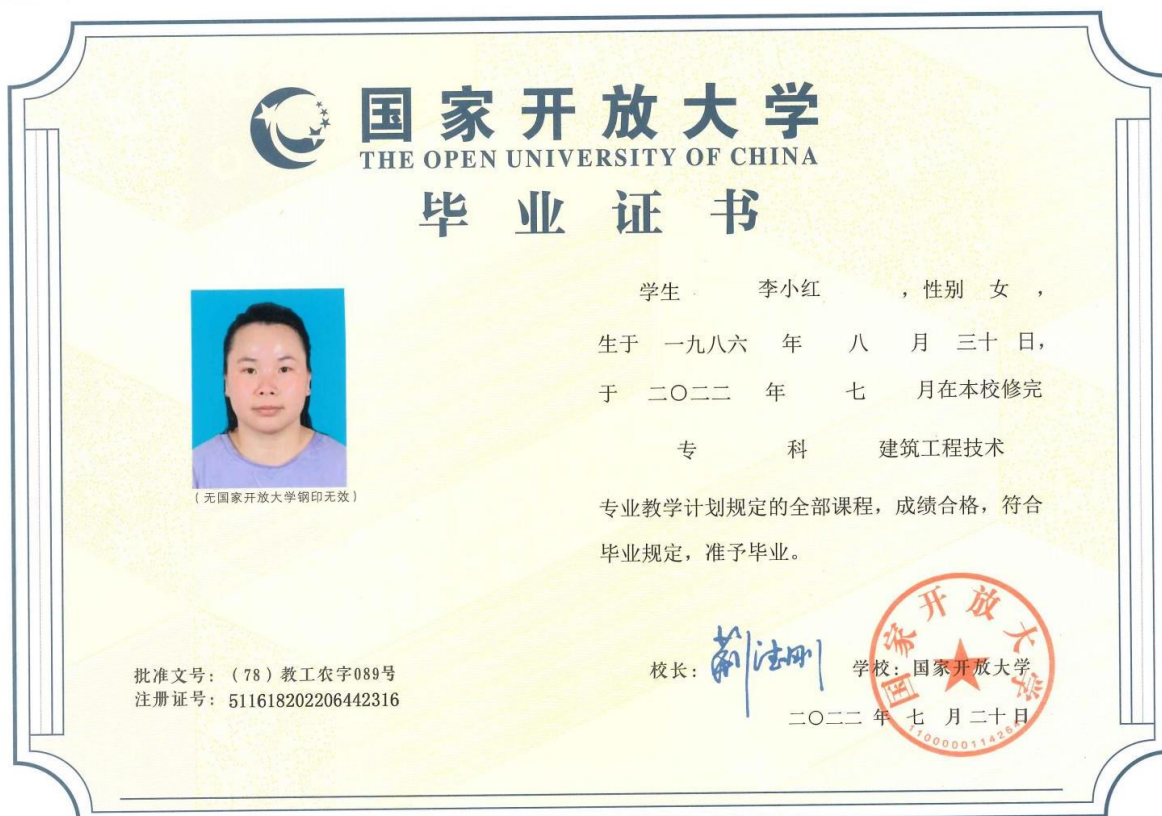 国家开放大学
THE OPEN UNIVERSITY OF CHINA
毕业证书
学生 李小红 ，性别 女 ，
生于 一九八六 年 八 月 三十 日，
于 二〇二二 年 七 月在本校修完
专 科 建筑工程技术
专业教学计划规定的全部课程，成绩合格，符合
毕业规定，准予毕业。
（无国家开放大学钢印无效）
批准文号：（78）教工农字089号
注册证号：511618202206442316
校长：荆德刚 学校：国家开放大学
二〇二二 年 七 月 二十 日
国家开放大学